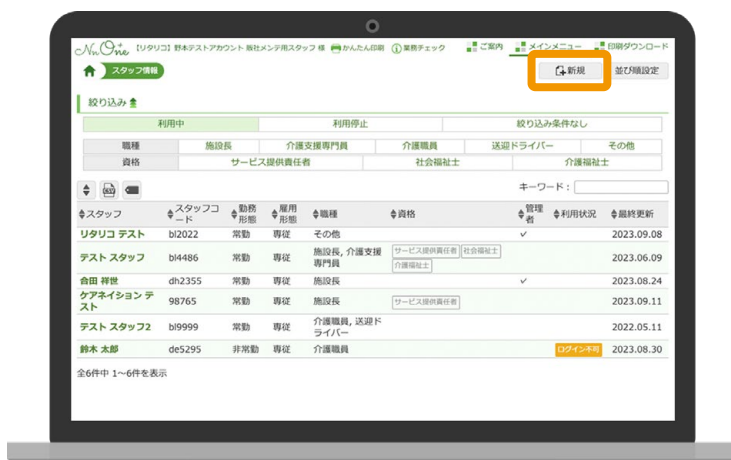 NnOne 【リタリコ】野本テストアカウント 販社メンテ用スタッフ 様 かんたん印刷 業務チェック ご案内 メインメニュー 印刷ダウンロード
スタッフ情報 新規 並び順設定
絞り込み
利用中 利用停止 絞り込み条件なし
職種 施設長 介護支援専門員 介護職員 送迎ドライバー その他
資格 サービス提供責任者 社会福祉士 介護福祉士
キーワード：
スタッフ スタッフコード 勤務形態 雇用形態 職種 資格 管理者 利用状況 最終更新
リタリコ テスト bl2022 常勤 専従 その他 ✓ 2023.09.08
テスト スタッフ bl4486 常勤 専従 施設長, 介護支援専門員 サービス提供責任者 社会福祉士 介護福祉士 2023.06.09
合田 祥世 dh2355 常勤 専従 施設長 ✓ 2023.08.24
ケアネイション テスト 98765 常勤 専従 施設長 サービス提供責任者 2023.09.11
テスト スタッフ2 bl9999 常勤 専従 介護職員, 送迎ドライバー 2022.05.11
鈴木 太郎 de5295 非常勤 専従 介護職員 ログイン不可 2023.08.30
全6件中 1～6件を表示